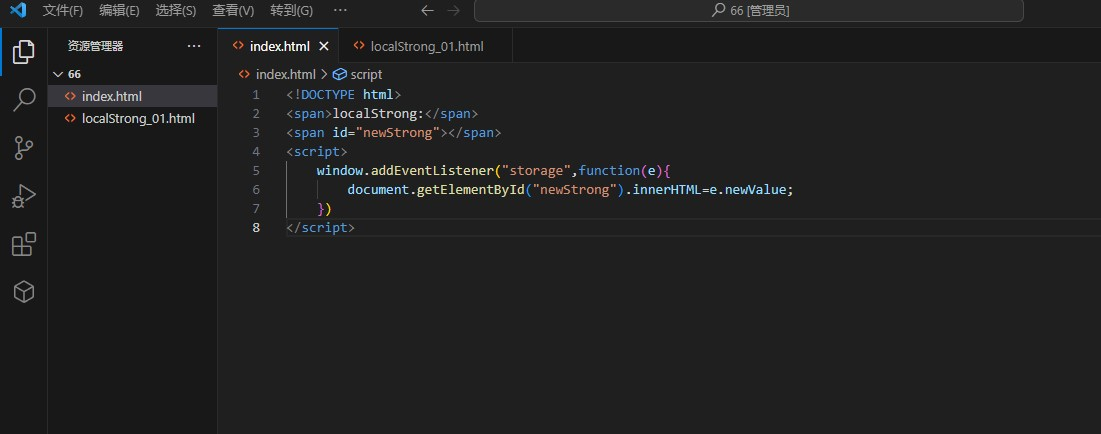 文件(F) 编辑(E) 选择(S) 查看(V) 转到(G) ··· 66 [管理员]
资源管理器 ··· index.html localStrong_01.html
66
index.html
localStrong_01.html
index.html > script
1 <!DOCTYPE html>
2 <span>localStrong:</span>
3 <span id="newStrong"></span>
4 <script>
5 window.addEventListener("storage",function(e){
6 document.getElementById("newStrong").innerHTML=e.newValue;
7 })
8 </script>